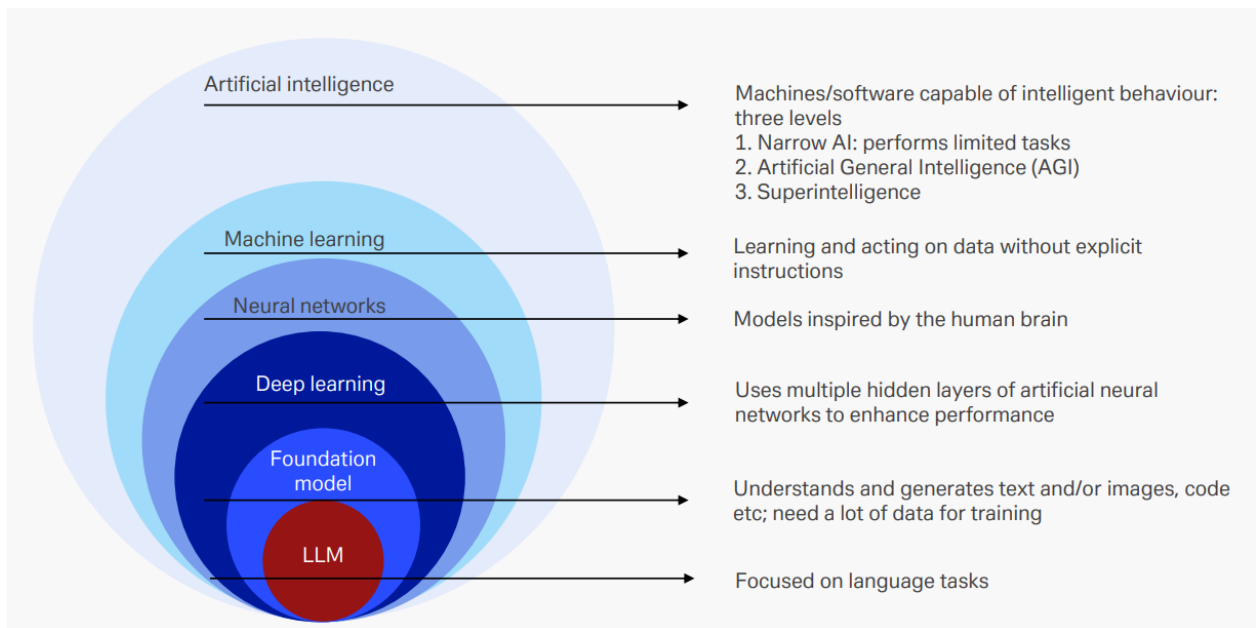 Artificial intelligence
Machines/software capable of intelligent behaviour:
three levels
1. Narrow AI: performs limited tasks
2. Artificial General Intelligence (AGI)
3. Superintelligence
Machine learning
Learning and acting on data without explicit
instructions
Neural networks
Models inspired by the human brain
Deep learning
Uses multiple hidden layers of artificial neural
networks to enhance performance
Foundation
model
Understands and generates text and/or images, code
etc; need a lot of data for training
LLM
Focused on language tasks